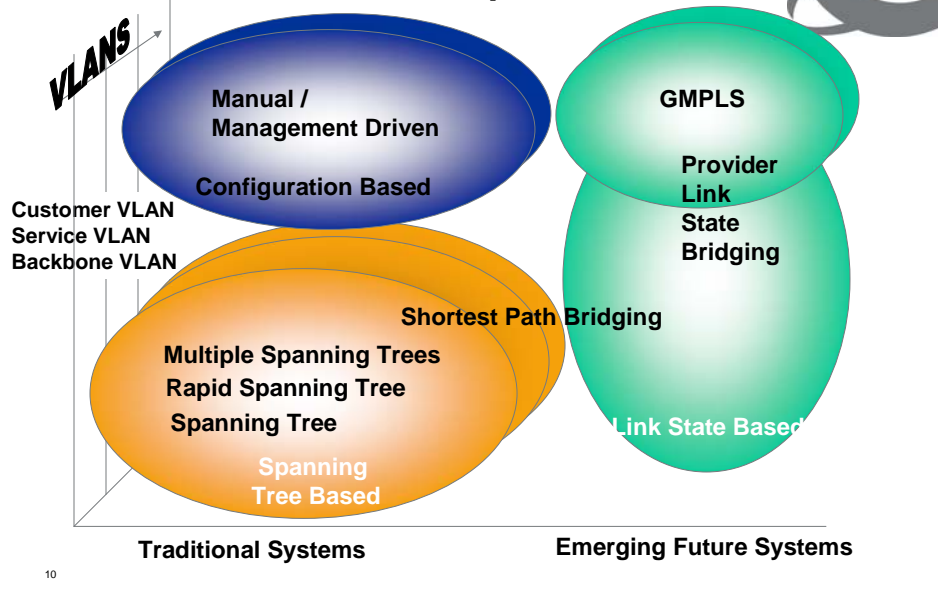 VLANS
Manual /
Management Driven
Configuration Based
GMPLS
Provider
Link
State
Bridging
Customer VLAN
Service VLAN
Backbone VLAN
Shortest Path Bridging
Multiple Spanning Trees
Rapid Spanning Tree
Spanning Tree
Spanning
Tree Based
Link State Based
Traditional Systems
Emerging Future Systems
10